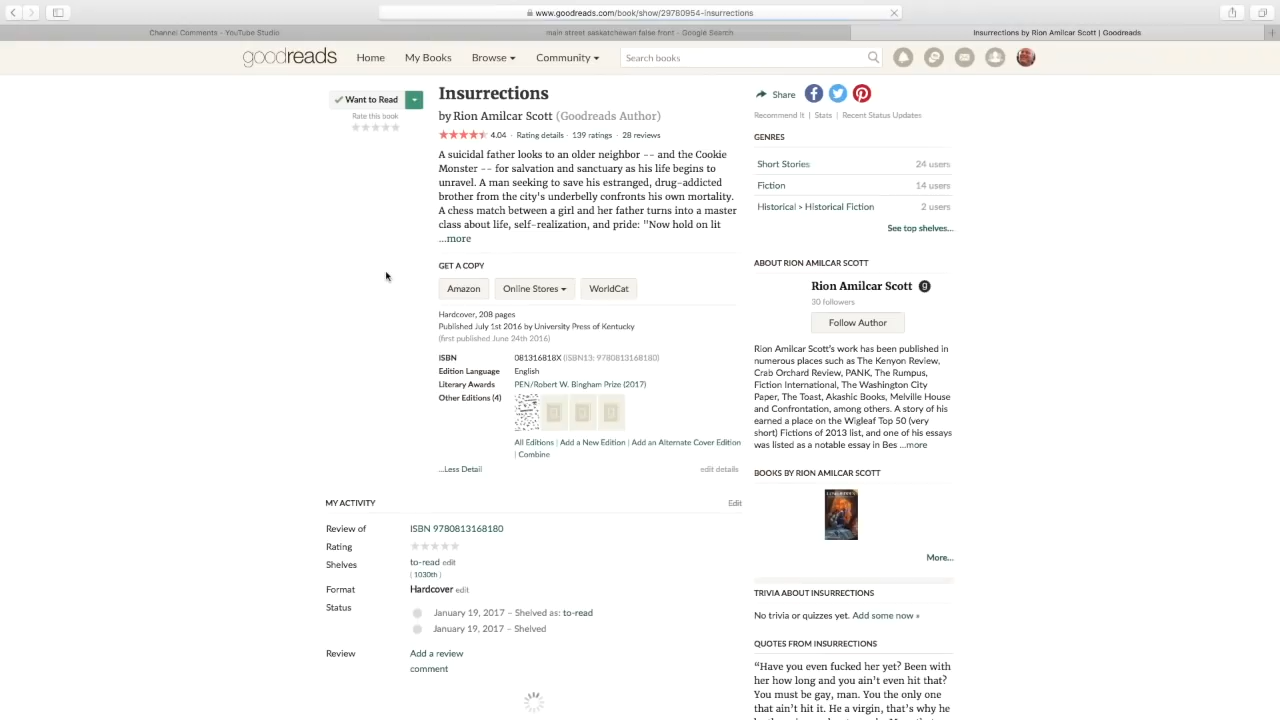 www.goodreads.com/book/show/29780954-insurrections
Channel Comments - YouTube Studio
main street saskatchewan false front - Google Search
Insurrections by Rion Amilcar Scott | Goodreads
goodreads
Home
My Books
Browse
Community
Search books
Want to Read
Rate this book
Insurrections
by Rion Amilcar Scott (Goodreads Author)
4.04 · Rating details · 139 ratings · 28 reviews
A suicidal father looks to an older neighbor -- and the Cookie
Monster -- for salvation and sanctuary as his life begins to
unravel. A man seeking to save his estranged, drug-addicted
brother from the city's underbelly confronts his own mortality.
A chess match between a girl and her father turns into a master
class about life, self-realization, and pride: "Now hold on lit
...more
GET A COPY
Amazon
Online Stores
WorldCat
Hardcover, 208 pages
Published July 1st 2016 by University Press of Kentucky
(first published June 24th 2016)
ISBN
081316818X (ISBN13: 9780813168180)
Edition Language
English
Literary Awards
PEN/Robert W. Bingham Prize (2017)
Other Editions (4)
All Editions | Add a New Edition | Add an Alternate Cover Edition
| Combine
...Less Detail
edit details
MY ACTIVITY
Edit
Review of
ISBN 9780813168180
Rating
Shelves
to-read edit
( 1030th )
Format
Hardcover edit
Status
January 19, 2017 – Shelved as: to-read
January 19, 2017 – Shelved
Review
Add a review
comment
Share
Recommend It | Stats | Recent Status Updates
GENRES
Short Stories
24 users
Fiction
14 users
Historical > Historical Fiction
2 users
See top shelves...
ABOUT RION AMILCAR SCOTT
Rion Amilcar Scott g
30 followers
Follow Author
Rion Amilcar Scott's work has been published in
numerous places such as The Kenyon Review,
Crab Orchard Review, PANK, The Rumpus,
Fiction International, The Washington City
Paper, The Toast, Akashic Books, Melville House
and Confrontation, among others. A story of his
earned a place on the Wigleaf Top 50 (very
short) Fictions of 2013 list, and one of his essays
was listed as a notable essay in Bes ...more
BOOKS BY RION AMILCAR SCOTT
More...
TRIVIA ABOUT INSURRECTIONS
No trivia or quizzes yet. Add some now »
QUOTES FROM INSURRECTIONS
“Have you even fucked her yet? Been with
her how long and you ain’t even hit that?
You must be gay, man. You the only one
that ain’t hit it. He a virgin, that’s why he